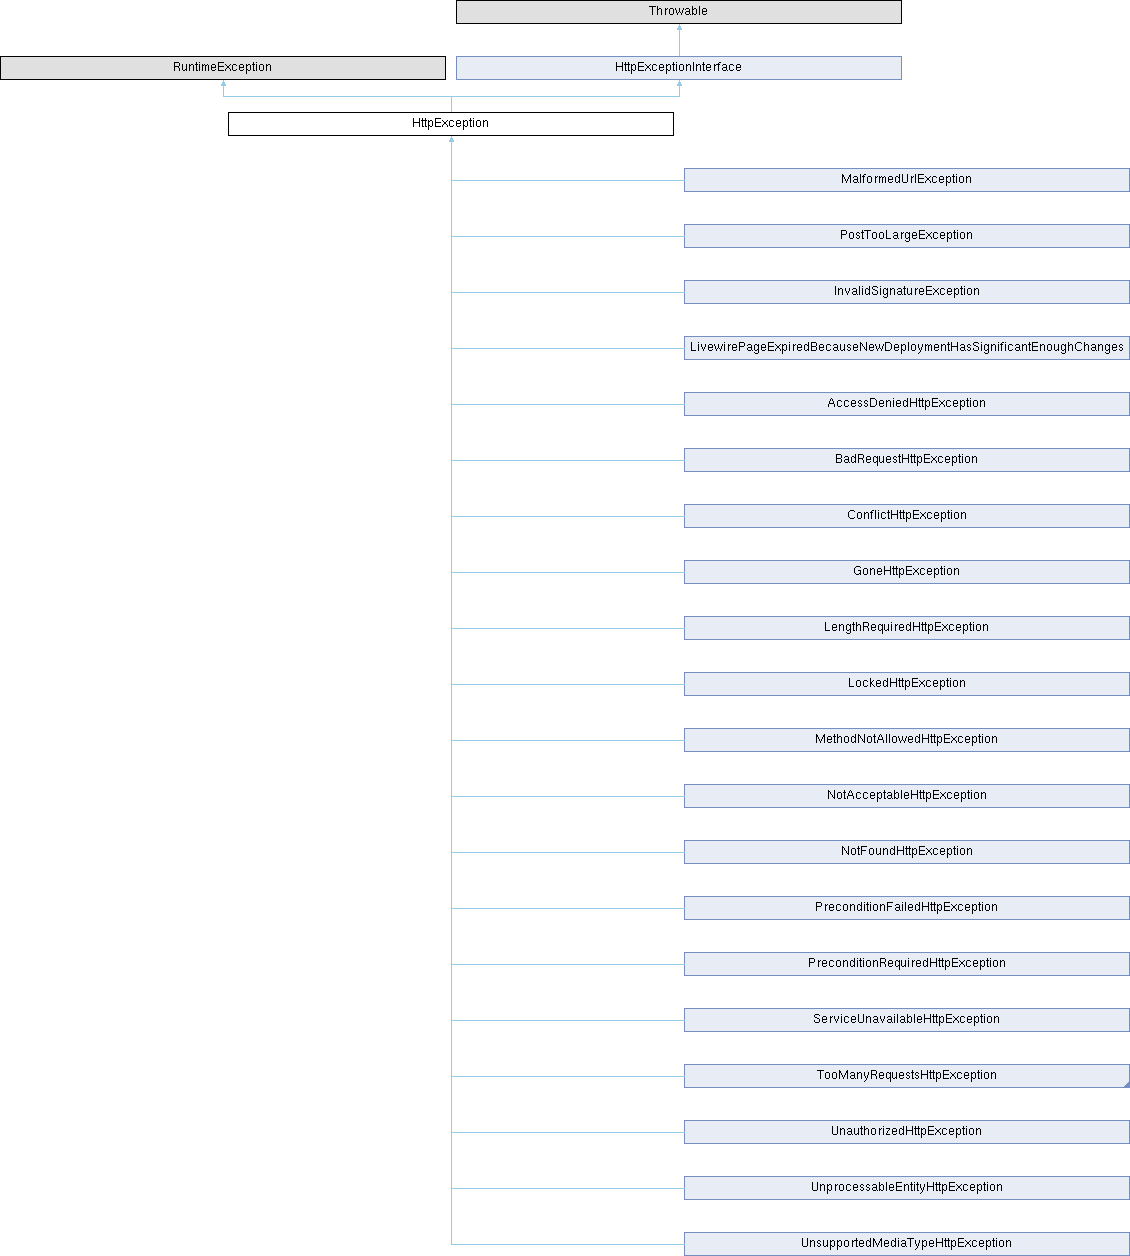 Throwable
RuntimeException
HttpExceptionInterface
HttpException
MalformedUrlException
PostTooLargeException
InvalidSignatureException
LivewirePageExpiredBecauseNewDeploymentHasSignificantEnoughChanges
AccessDeniedHttpException
BadRequestHttpException
ConflictHttpException
GoneHttpException
LengthRequiredHttpException
LockedHttpException
MethodNotAllowedHttpException
NotAcceptableHttpException
NotFoundHttpException
PreconditionFailedHttpException
PreconditionRequiredHttpException
ServiceUnavailableHttpException
TooManyRequestsHttpException
UnauthorizedHttpException
UnprocessableEntityHttpException
UnsupportedMediaTypeHttpException